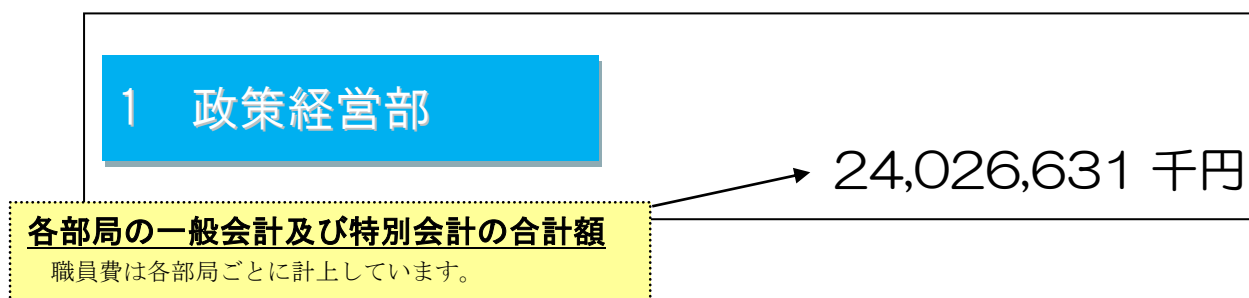 1　政策経営部
24,026,631 千円
各部局の一般会計及び特別会計の合計額
職員費は各部局ごとに計上しています。